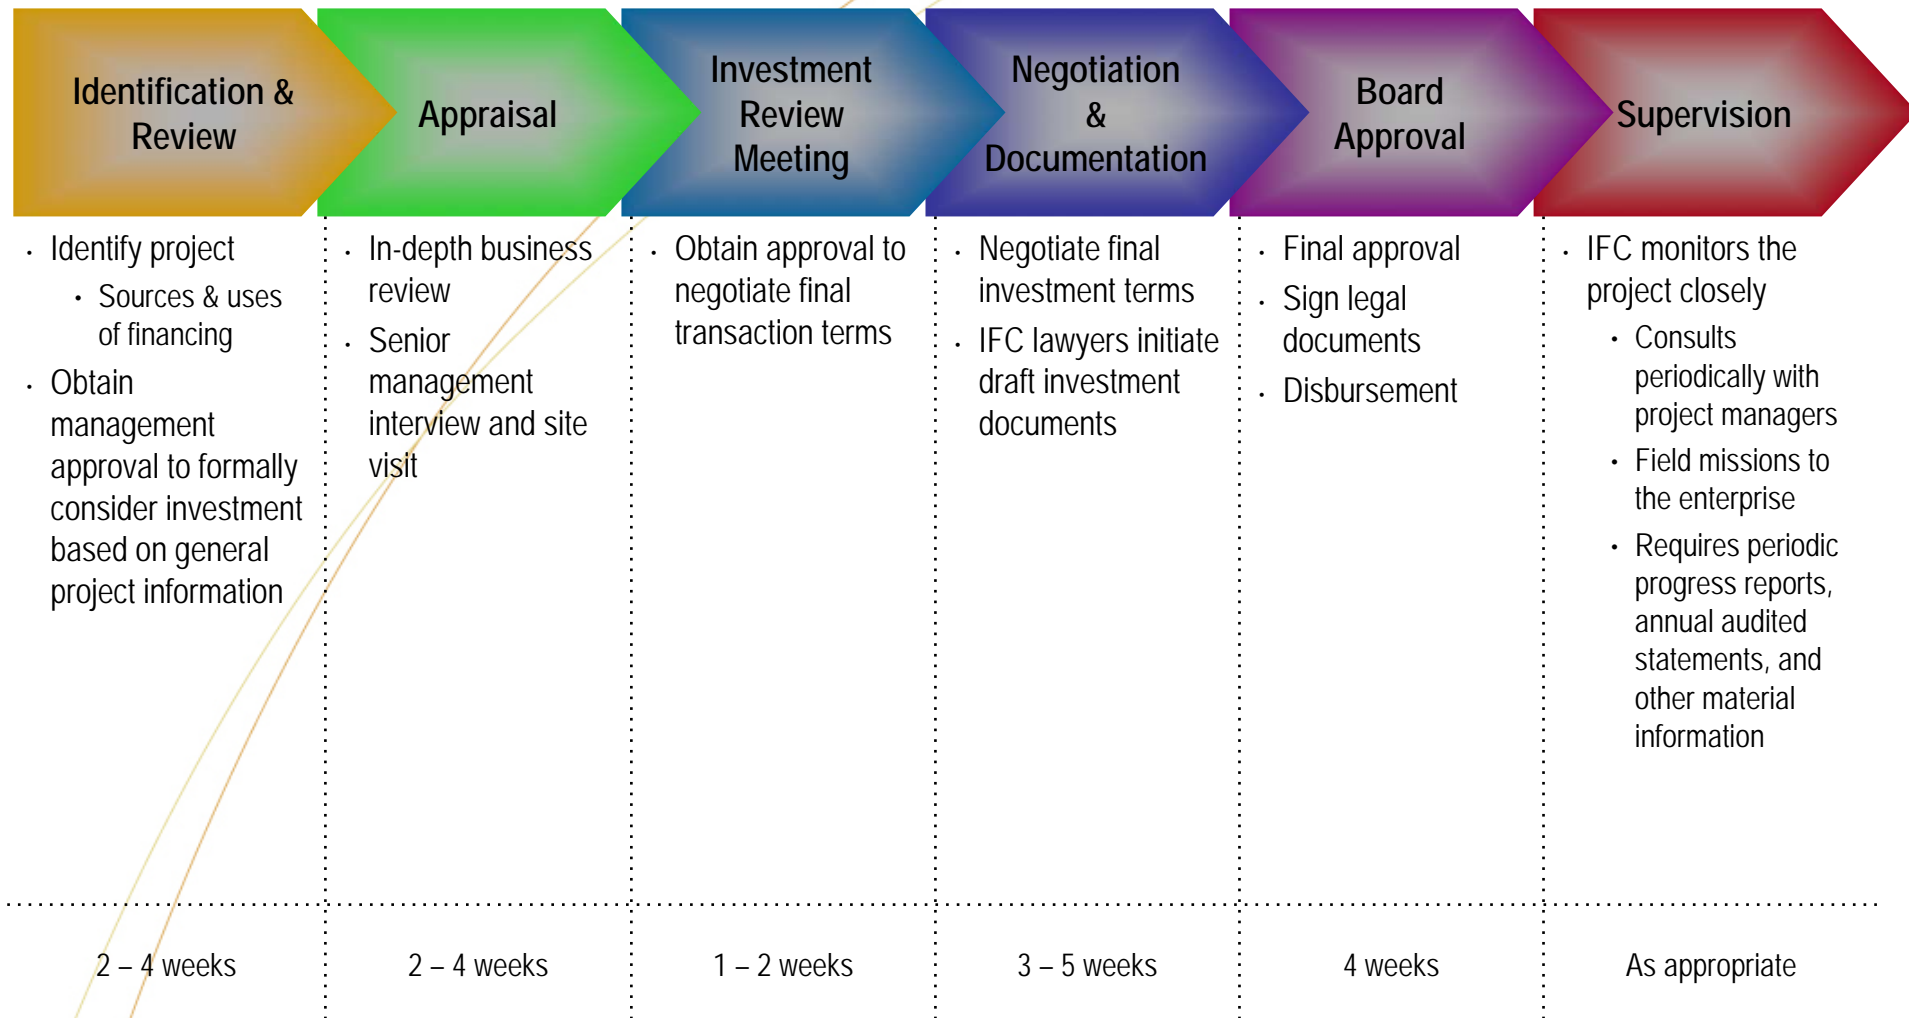 Identification &
Review
Appraisal
Investment
Review
Meeting
Negotiation
&
Documentation
Board
Approval
Supervision
· Identify project
· Sources & uses
of financing
· Obtain
management
approval to formally
consider investment
based on general
project information
· In-depth business
review
· Senior
management
interview and site
visit
· Obtain approval to
negotiate final
transaction terms
· Negotiate final
investment terms
· IFC lawyers initiate
draft investment
documents
· Final approval
· Sign legal
documents
· Disbursement
· IFC monitors the
project closely
· Consults
periodically with
project managers
· Field missions to
the enterprise
· Requires periodic
progress reports,
annual audited
statements, and
other material
information
2 – 4 weeks
2 – 4 weeks
1 – 2 weeks
3 – 5 weeks
4 weeks
As appropriate